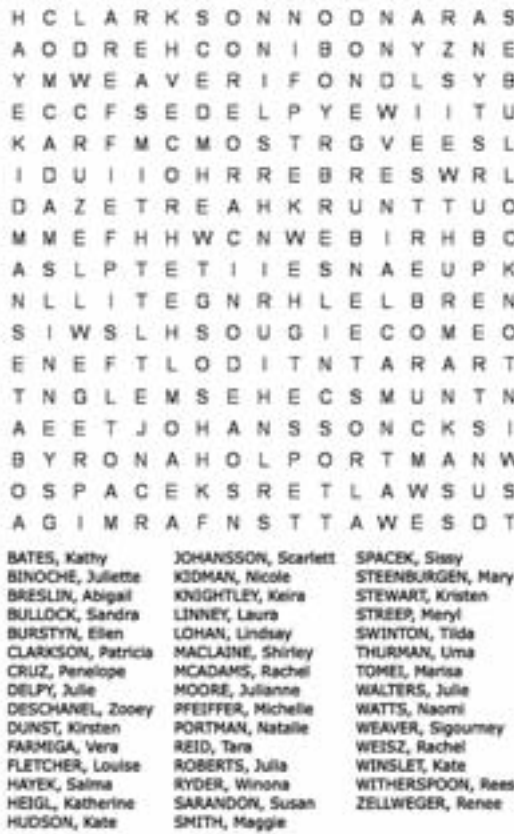 H C L A R K S O N N O D N A R A S
A O D R E H C O N I B O N Y Z N E
Y M W E A V E R I F O N D L S Y B
E C C F S E D E L P Y E W I I T U
K A R F M C M O S T R G V E E S L
I D U I I O H R R E B R E S W R L
D A Z E T R E A H K R U N T T U O
M M E F H H W C N W E B I R H B C
A S L P T E T I I E S N A E U P K
N L L I T E G N R H L E L B R E N
S I W S L H S O U G I E C O M E O
E N E F T L O D I T N T A R A R T
T N G L E M S E H E C S M U N T N
A E E T J O H A N S S O N C K S I
B Y R O N A H O L P O R T M A N W
O S P A C E K S R E T L A W S U S
A G I M R A F N S T T A W E S D T
BATES, Kathy JOHANSSON, Scarlett SPACEK, Sissy
BINOCHE, Juliette KIDMAN, Nicole STEENBURGEN, Mary
BRESLIN, Abigail KNIGHTLEY, Keira STEWART, Kristen
BULLOCK, Sandra LINNEY, Laura STREEP, Meryl
BURSTYN, Ellen LOHAN, Lindsay SWINTON, Tilda
CLARKSON, Patricia MACLAINE, Shirley THURMAN, Uma
CRUZ, Penelope MCADAMS, Rachel TOMEI, Marisa
DELPY, Julie MOORE, Julianne WALTERS, Julie
DESCHANEL, Zooey PFEIFFER, Michelle WATTS, Naomi
DUNST, Kirsten PORTMAN, Natalie WEAVER, Sigourney
FARMIGA, Vera REID, Tara WEISZ, Rachel
FLETCHER, Louise ROBERTS, Julia WINSLET, Kate
HAYEK, Salma RYDER, Winona WITHERSPOON, Rees
HEIGL, Katherine SARANDON, Susan ZELLWEGER, Renee
HUDSON, Kate SMITH, Maggie